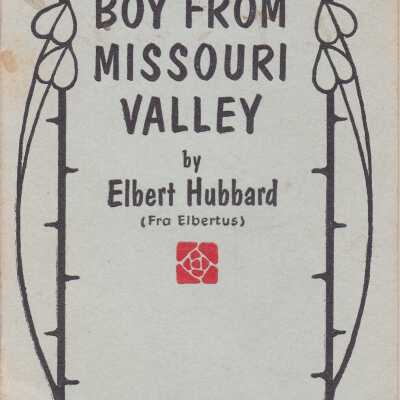 BOY FROM
MISSOURI
VALLEY
by
Elbert Hubbard
(Fra Elbertus)